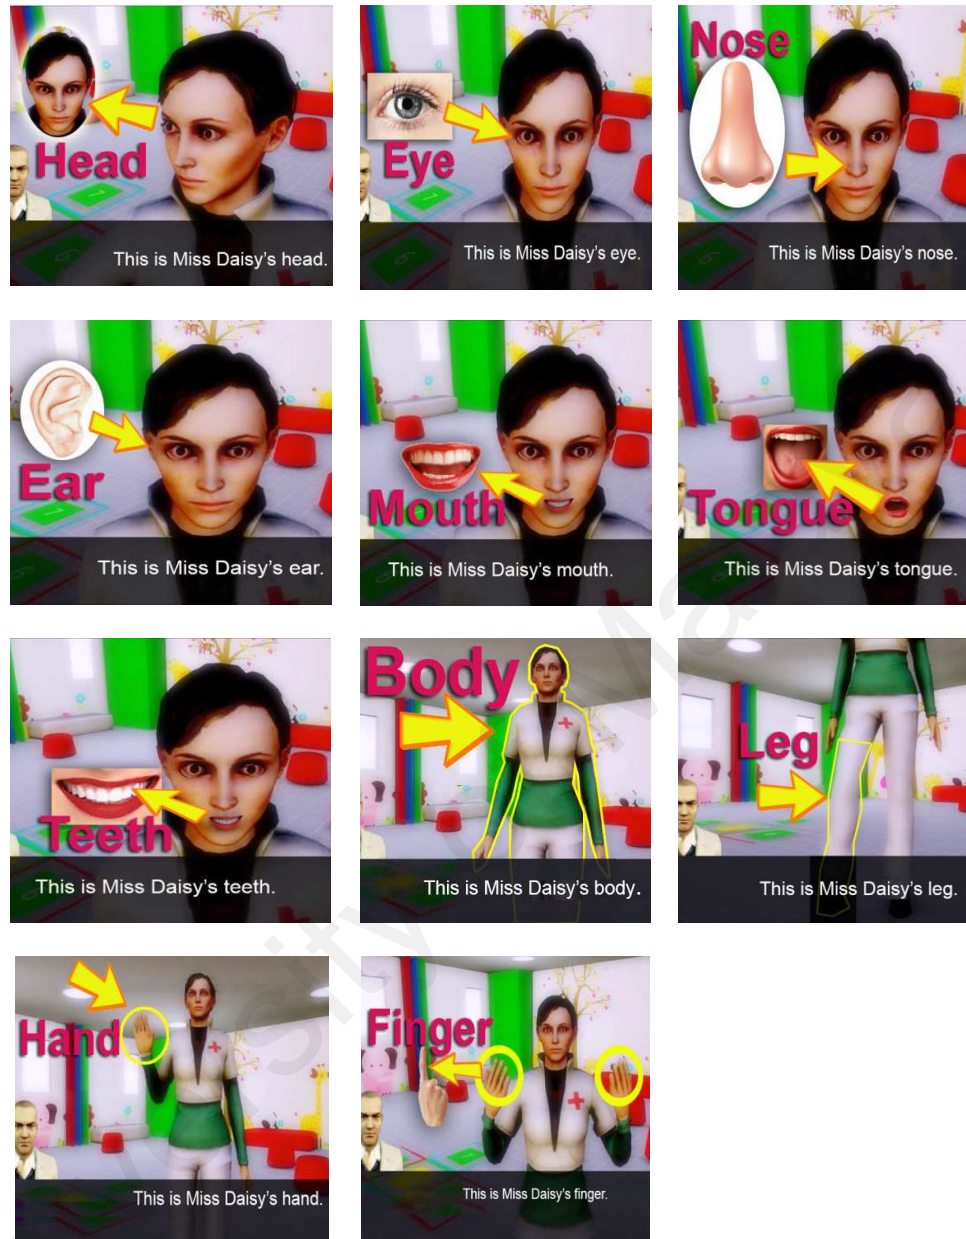 Head
This is Miss Daisy's head.
Eye
This is Miss Daisy's eye.
Nose
This is Miss Daisy's nose.
Ear
This is Miss Daisy's ear.
Mouth
This is Miss Daisy's mouth.
Tongue
This is Miss Daisy's tongue.
Teeth
This is Miss Daisy's teeth.
Body
This is Miss Daisy's body.
Leg
This is Miss Daisy's leg.
Hand
This is Miss Daisy's hand.
Finger
This is Miss Daisy's finger.